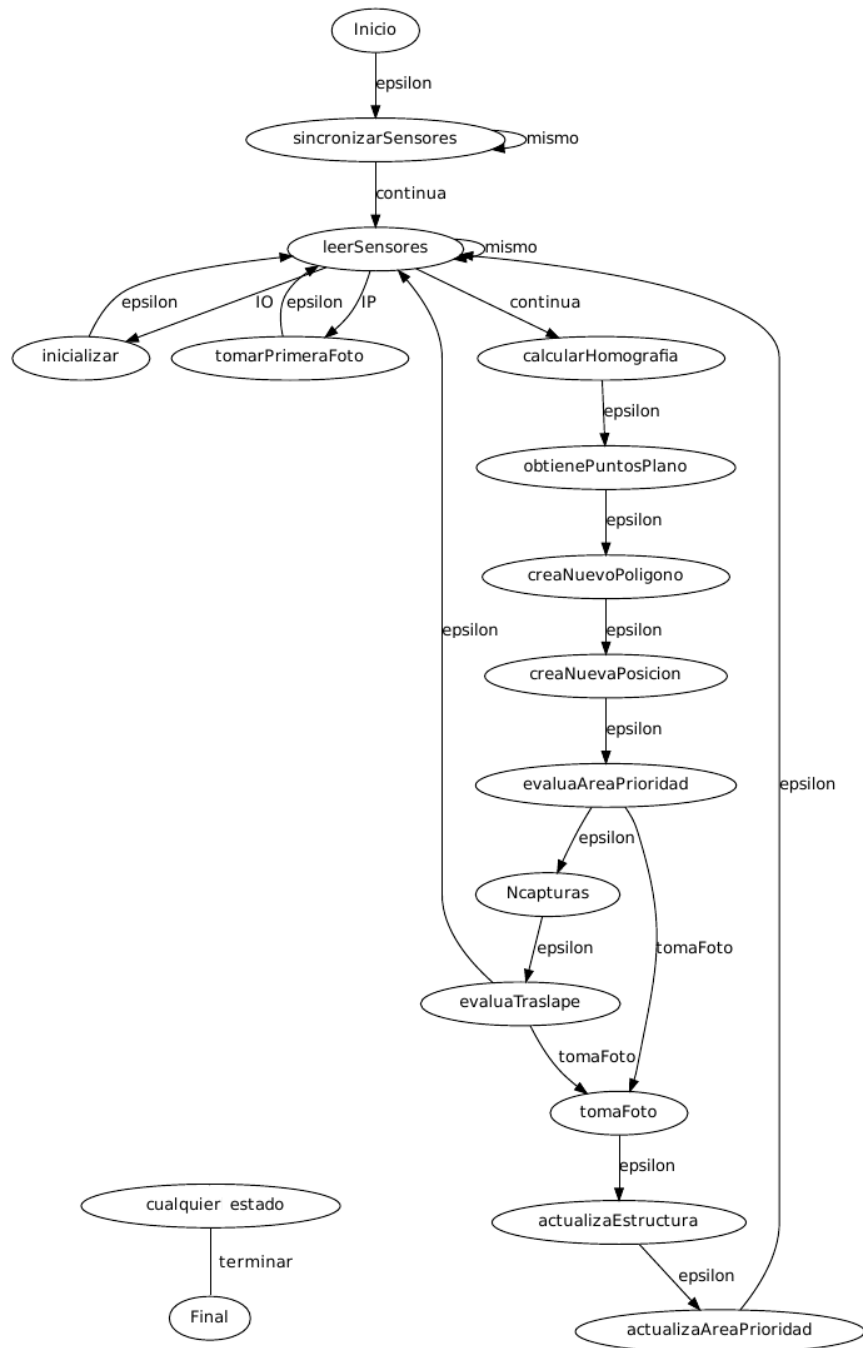 Inicio
epsilon
sincronizarSensores
mismo
continua
leerSensores
mismo
epsilon
IO
epsilon
IP
continua
inicializar
tomarPrimeraFoto
calcularHomografia
epsilon
obtienePuntosPlano
epsilon
creaNuevoPoligono
epsilon
epsilon
creaNuevaPosicion
epsilon
evaluaAreaPrioridad
epsilon
epsilon
Ncapturas
epsilon
tomaFoto
evaluaTraslape
tomaFoto
tomaFoto
epsilon
cualquier estado
actualizaEstructura
terminar
epsilon
Final
actualizaAreaPrioridad